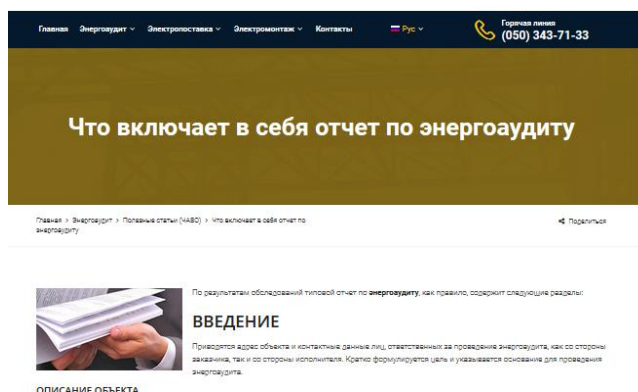 Главная Энергоаудит Электропоставка Электромонтаж Контакты Рус Горячая линия
(050) 343-71-33
Что включает в себя отчет по энергоаудиту
Главная > Энергоаудит > Полезные статьи (ЧАВО) > Что включает в себя отчет по
энергоаудиту
Поделиться
По результатам обследований типовой отчет по энергоаудиту, как правило, содержит следующие разделы:
ВВЕДЕНИЕ
Приводятся адрес объекта и контактные данные лиц, ответственных за проведение энергоаудита, как со стороны
заказчика, так и со стороны исполнителя. Кратко формулируется цель и указывается основание для проведения
энергоаудита.
ОПИСАНИЕ ОБЪЕКТА